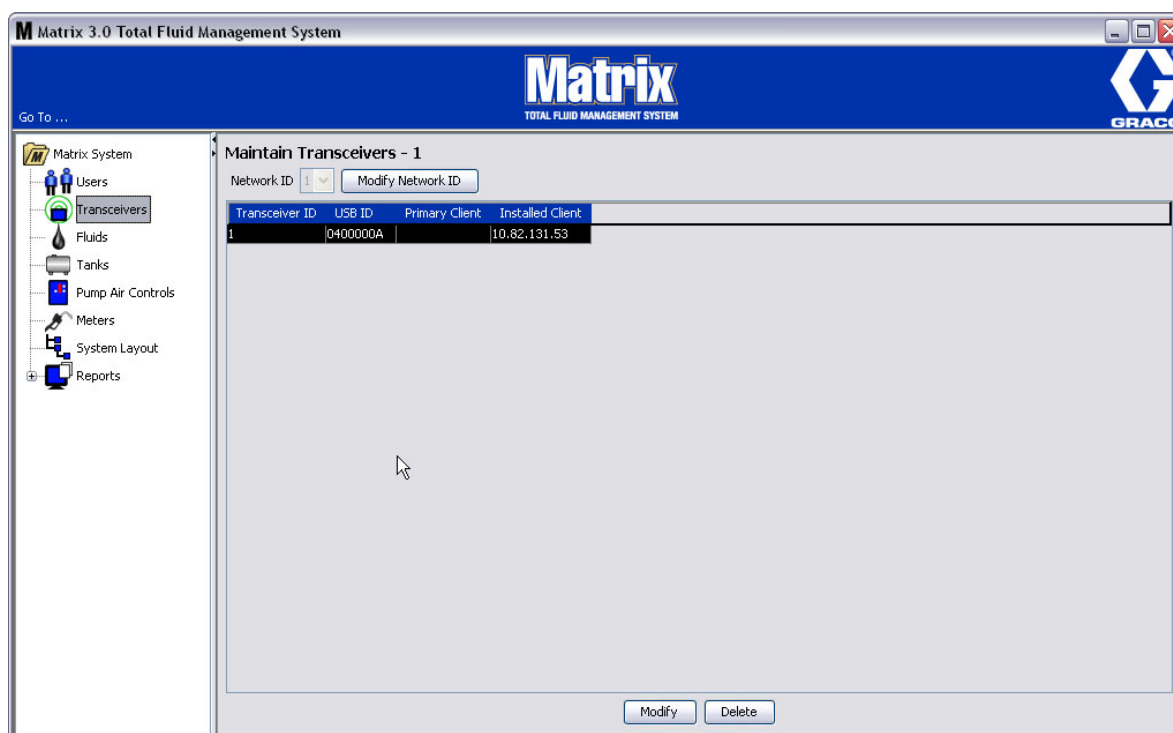 M Matrix 3.0 Total Fluid Management System
Matrix
TOTAL FLUID MANAGEMENT SYSTEM
Go To ...
GRACO
Matrix System
Users
Transceivers
Fluids
Tanks
Pump Air Controls
Meters
System Layout
Reports
Maintain Transceivers - 1
Network ID 1 Modify Network ID
Transceiver ID USB ID Primary Client Installed Client
1 0400000A 10.82.131.53
Modify Delete